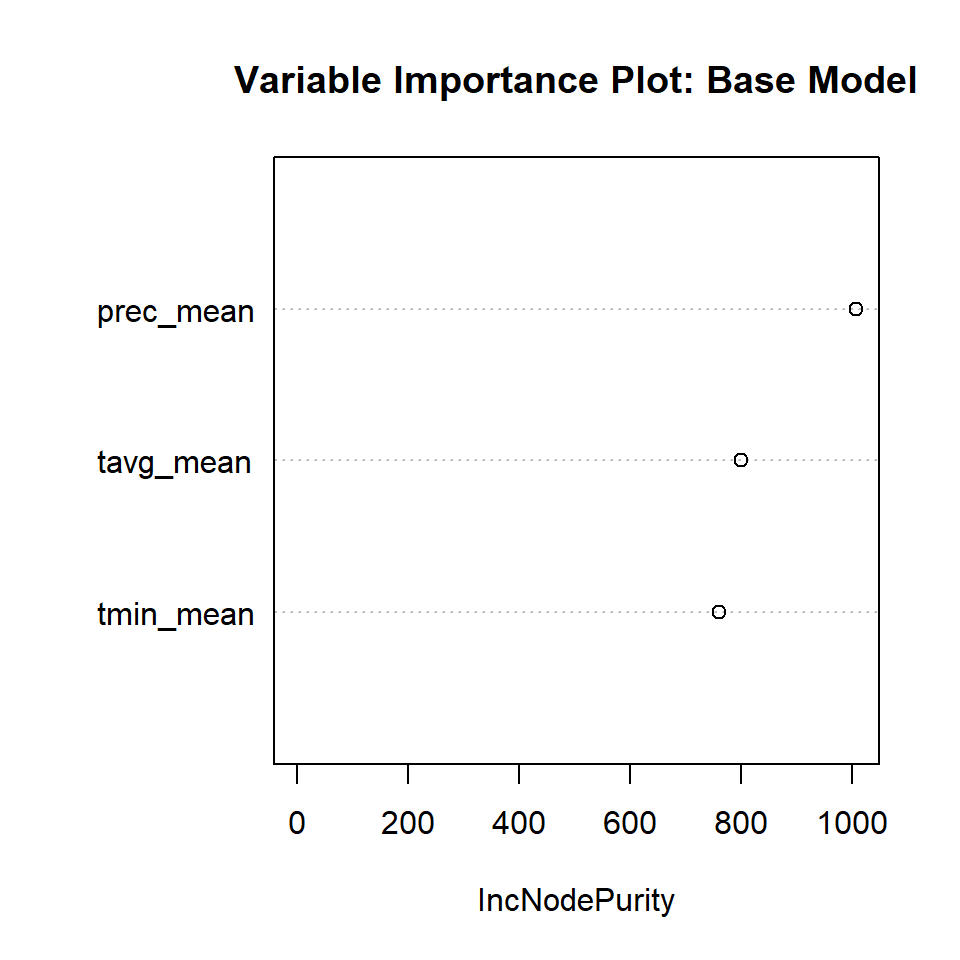 Variable Importance Plot: Base Model
prec_mean
tavg_mean
tmin_mean
0 200 400 600 800 1000
IncNodePurity